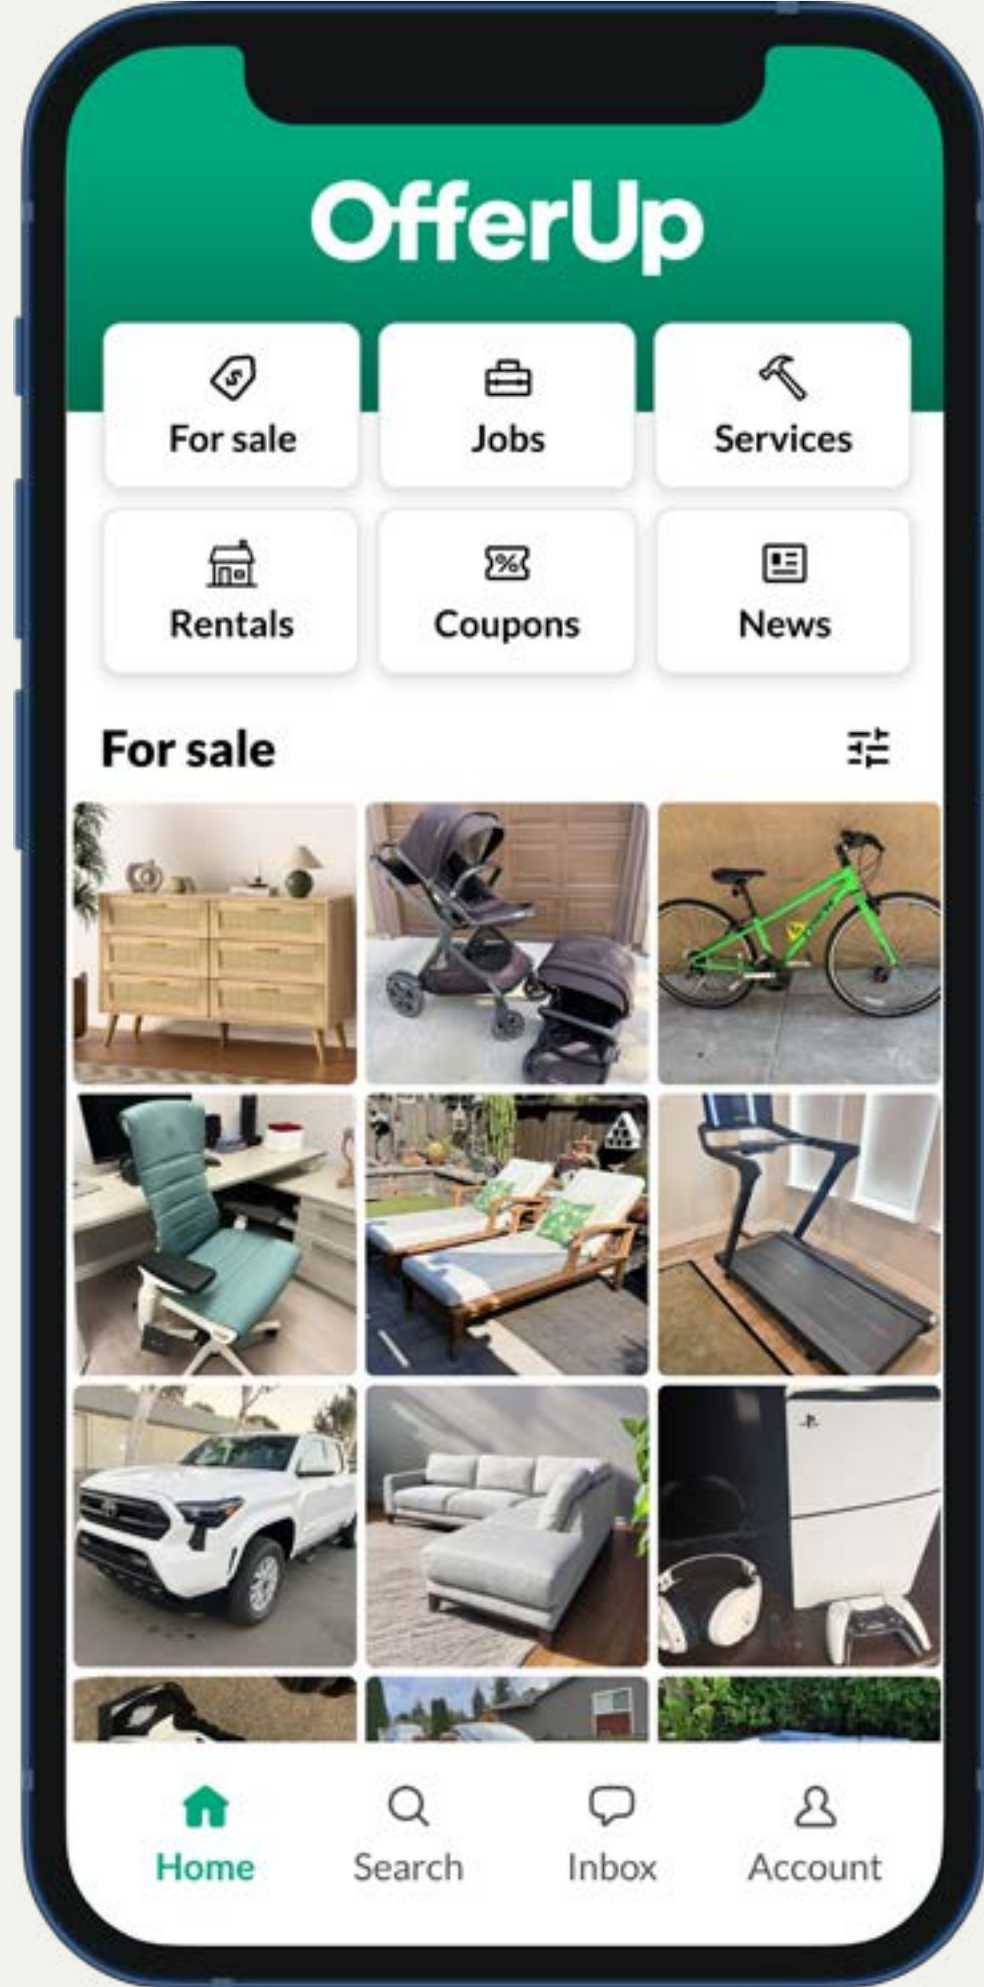 OfferUp
For sale
Jobs
Services
Rentals
Coupons
News
For sale
Home
Search
Inbox
Account